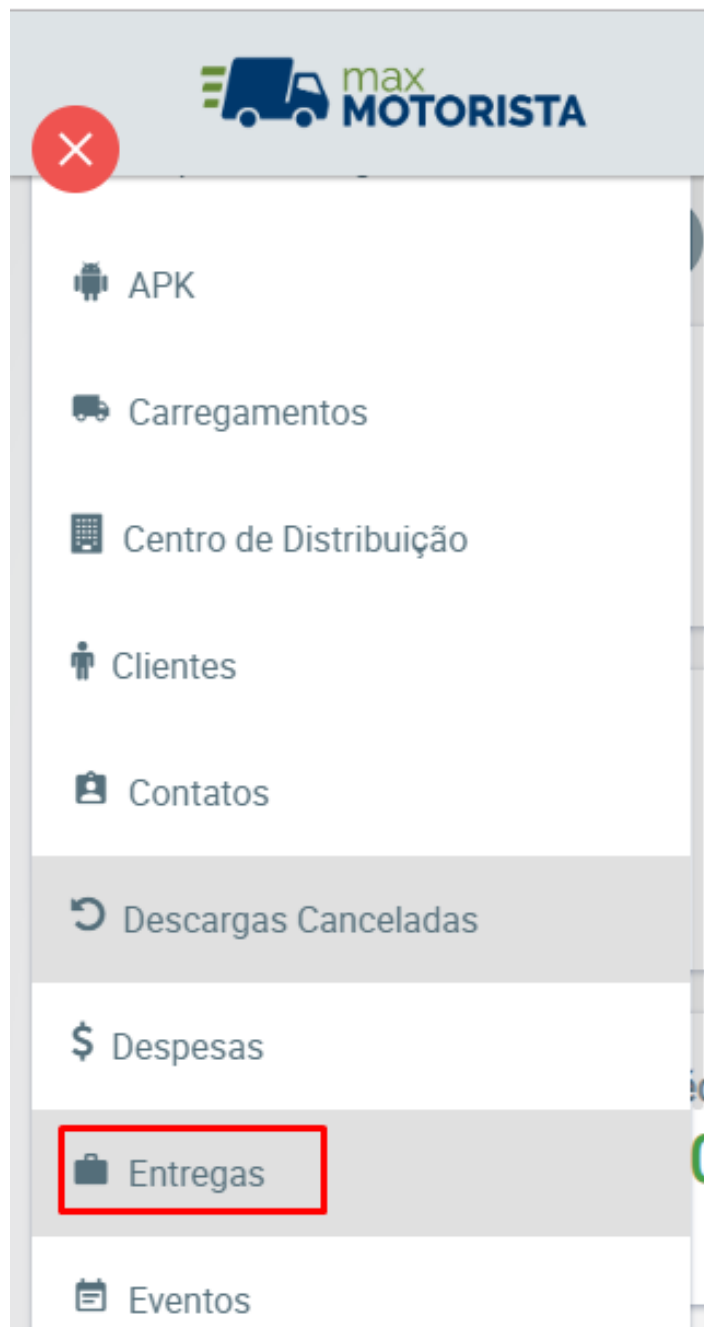 max
MOTORISTA
APK
Carregamentos
Centro de Distribuição
Clientes
Contatos
Descargas Canceladas
$ Despesas
Entregas
Eventos